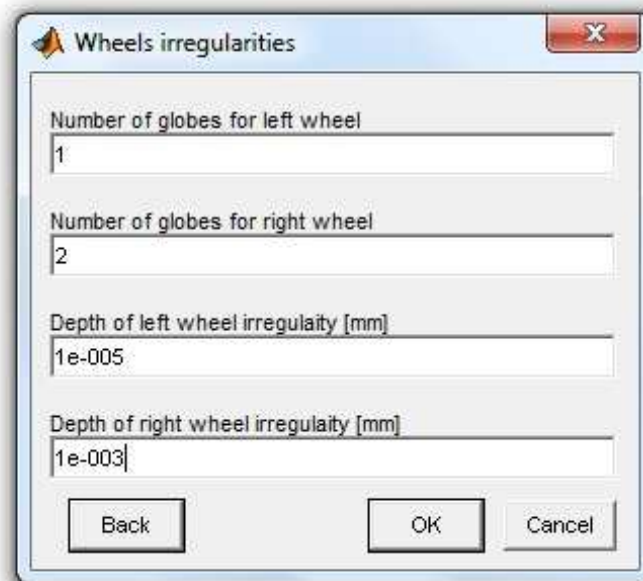 Wheels irregularities
Number of globes for left wheel
1
Number of globes for right wheel
2
Depth of left wheel irregulaity [mm]
1e-005
Depth of right wheel irregulaity [mm]
1e-003
Back
OK
Cancel